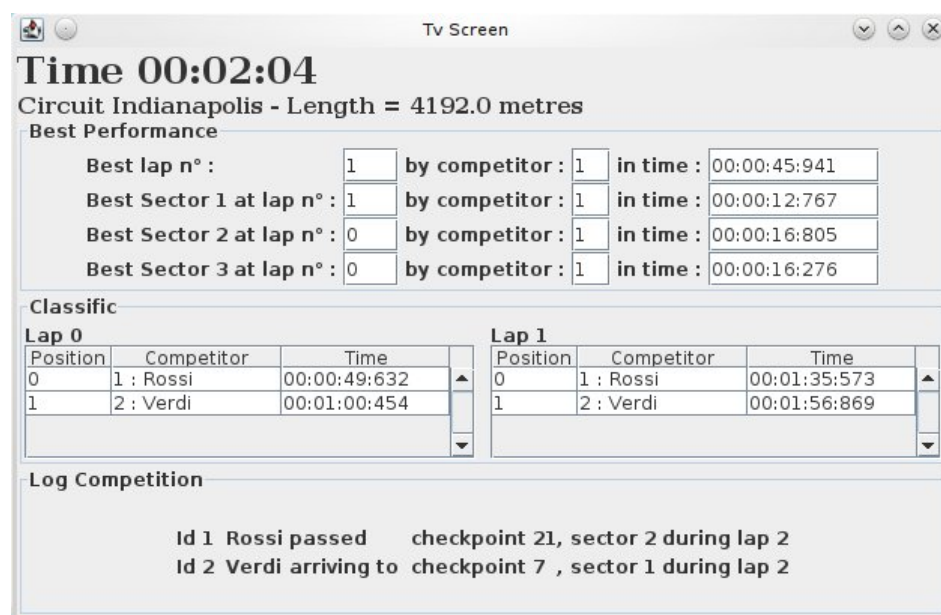 Tv Screen
Time 00:02:04
Circuit Indianapolis - Length = 4192.0 metres
Best Performance
Best lap n° : 1 by competitor : 1 in time : 00:00:45:941
Best Sector 1 at lap n° : 1 by competitor : 1 in time : 00:00:12:767
Best Sector 2 at lap n° : 0 by competitor : 1 in time : 00:00:16:805
Best Sector 3 at lap n° : 0 by competitor : 1 in time : 00:00:16:276
Classific
Lap 0
Position Competitor Time
0 1 : Rossi 00:00:49:632
1 2 : Verdi 00:01:00:454
Lap 1
Position Competitor Time
0 1 : Rossi 00:01:35:573
1 2 : Verdi 00:01:56:869
Log Competition
Id 1 Rossi passed checkpoint 21, sector 2 during lap 2
Id 2 Verdi arriving to checkpoint 7 , sector 1 during lap 2